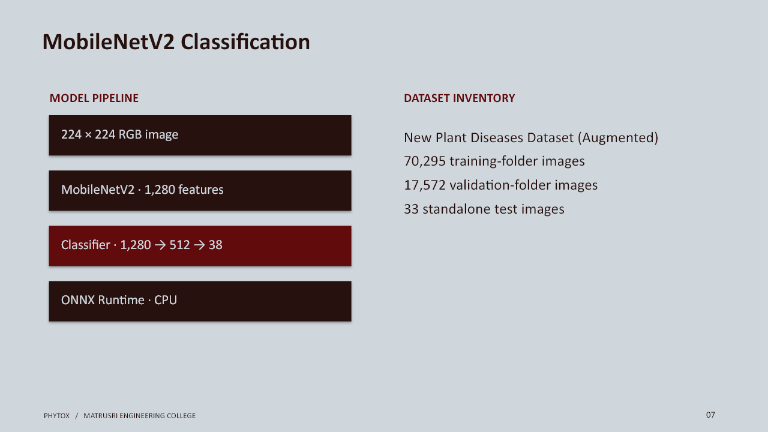 MobileNetV2 Classification
MODEL PIPELINE
224 × 224 RGB image
MobileNetV2 · 1,280 features
Classifier · 1,280 → 512 → 38
ONNX Runtime · CPU
DATASET INVENTORY
New Plant Diseases Dataset (Augmented)
70,295 training-folder images
17,572 validation-folder images
33 standalone test images
PHYTOX / MATRUSRI ENGINEERING COLLEGE
07